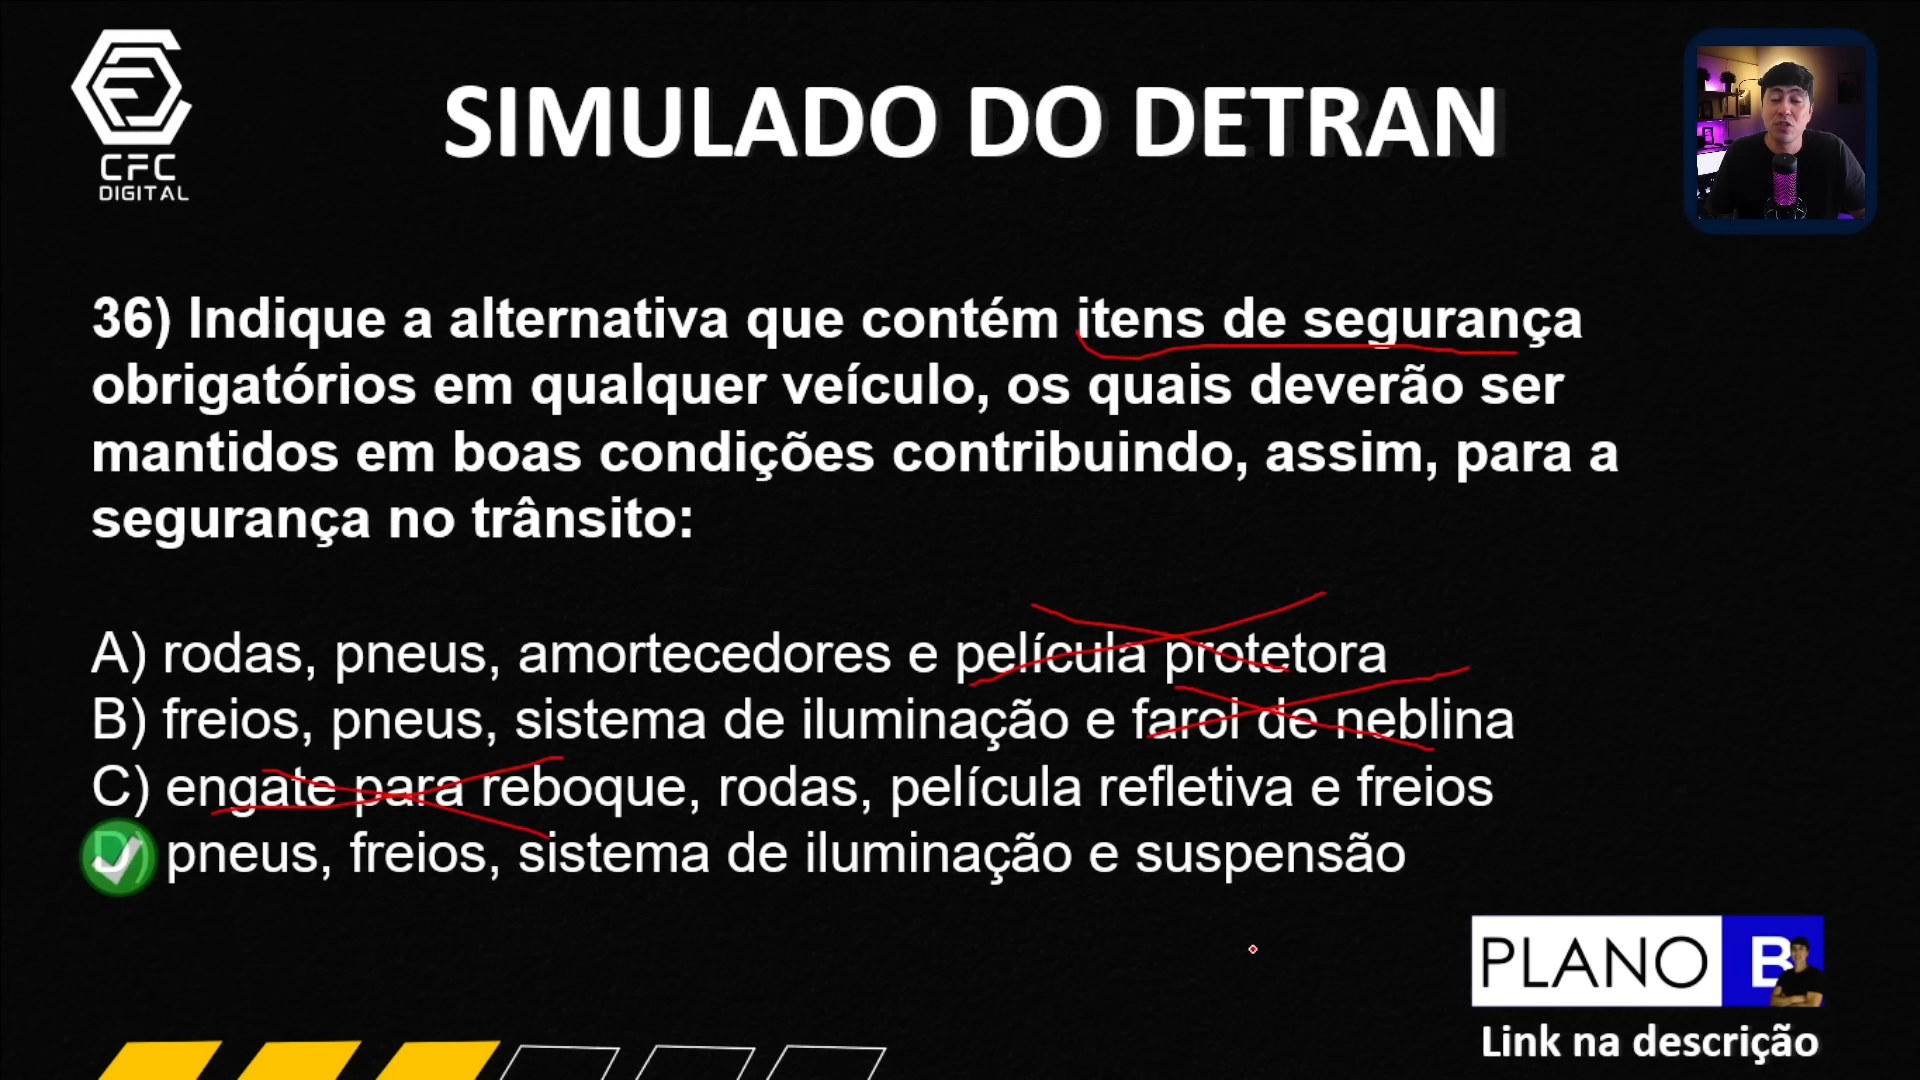 CFC
DIGITAL
SIMULADO DO DETRAN
36) Indique a alternativa que contém itens de segurança
obrigatórios em qualquer veículo, os quais deverão ser
mantidos em boas condições contribuindo, assim, para a
segurança no trânsito:
A) rodas, pneus, amortecedores e película protetora
B) freios, pneus, sistema de iluminação e farol de neblina
C) engate para reboque, rodas, película refletiva e freios
D) pneus, freios, sistema de iluminação e suspensão
PLANO B
Link na descrição